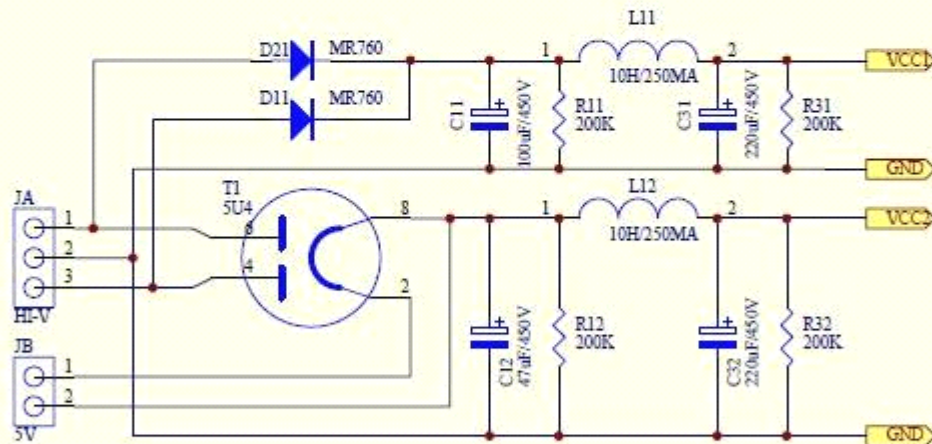 L11
D21 MR760
1 2 VCC1
10H/250MA
D11 MR760
C11 100uF/450V R11 200K C31 220uF/450V R31 200K
GND
T1
5U4
L12
JA
1 6 8 1 2 VCC2
10H/250MA
2
3 4 2
HI-V
C12 47uF/450V R12 200K C32 220uF/450V R32 200K
JB
1
2
5V
GND